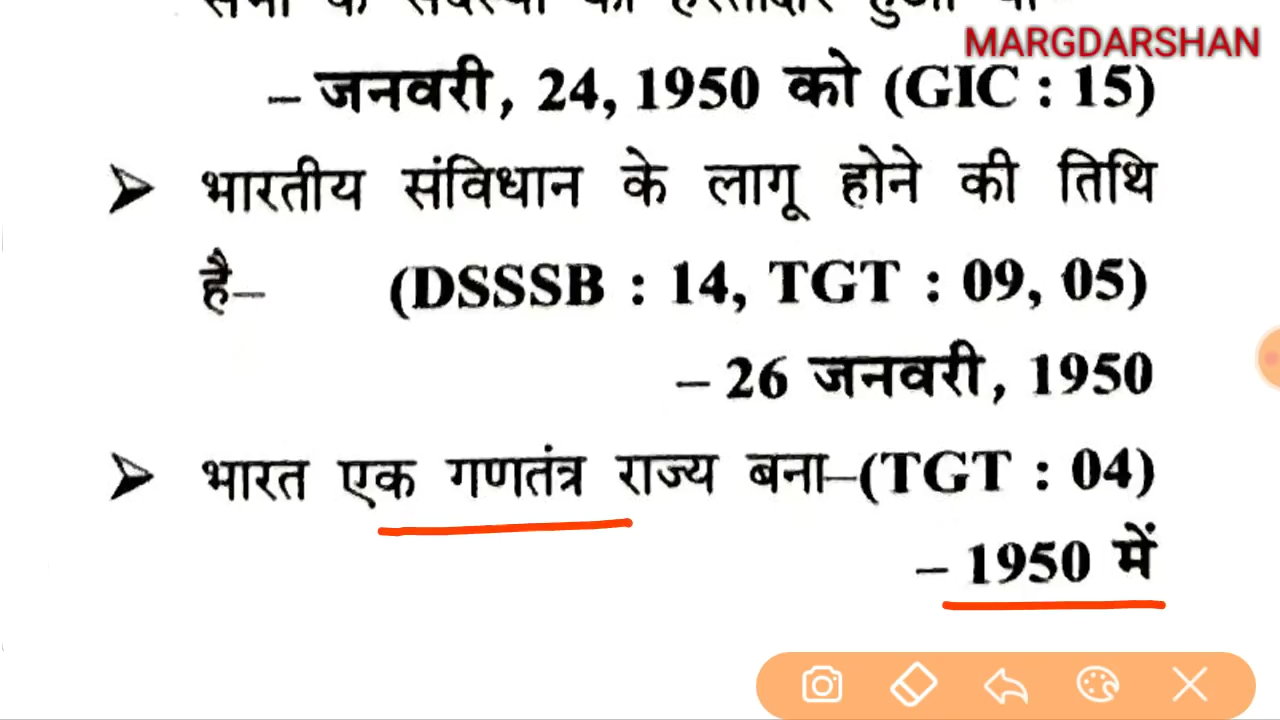 MARGDARSHAN
– जनवरी, 24, 1950 को (GIC : 15)
➢ भारतीय संविधान के लागू होने की तिथि
है– (DSSSB : 14, TGT : 09, 05)
– 26 जनवरी, 1950
➢ भारत एक गणतंत्र राज्य बना–(TGT : 04)
– 1950 में